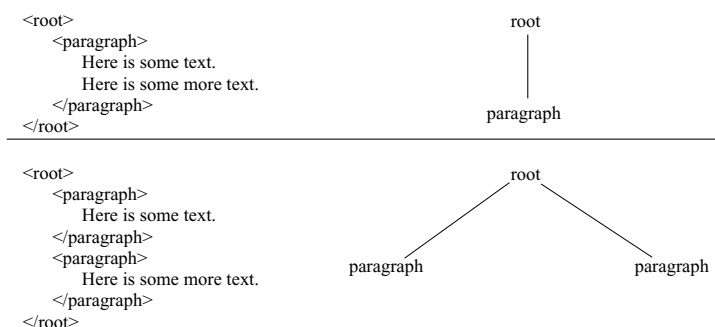 <root>
<paragraph>
Here is some text.
Here is some more text.
</paragraph>
</root>
root
paragraph
<root>
<paragraph>
Here is some text.
</paragraph>
<paragraph>
Here is some more text.
</paragraph>
</root>
root
paragraph paragraph